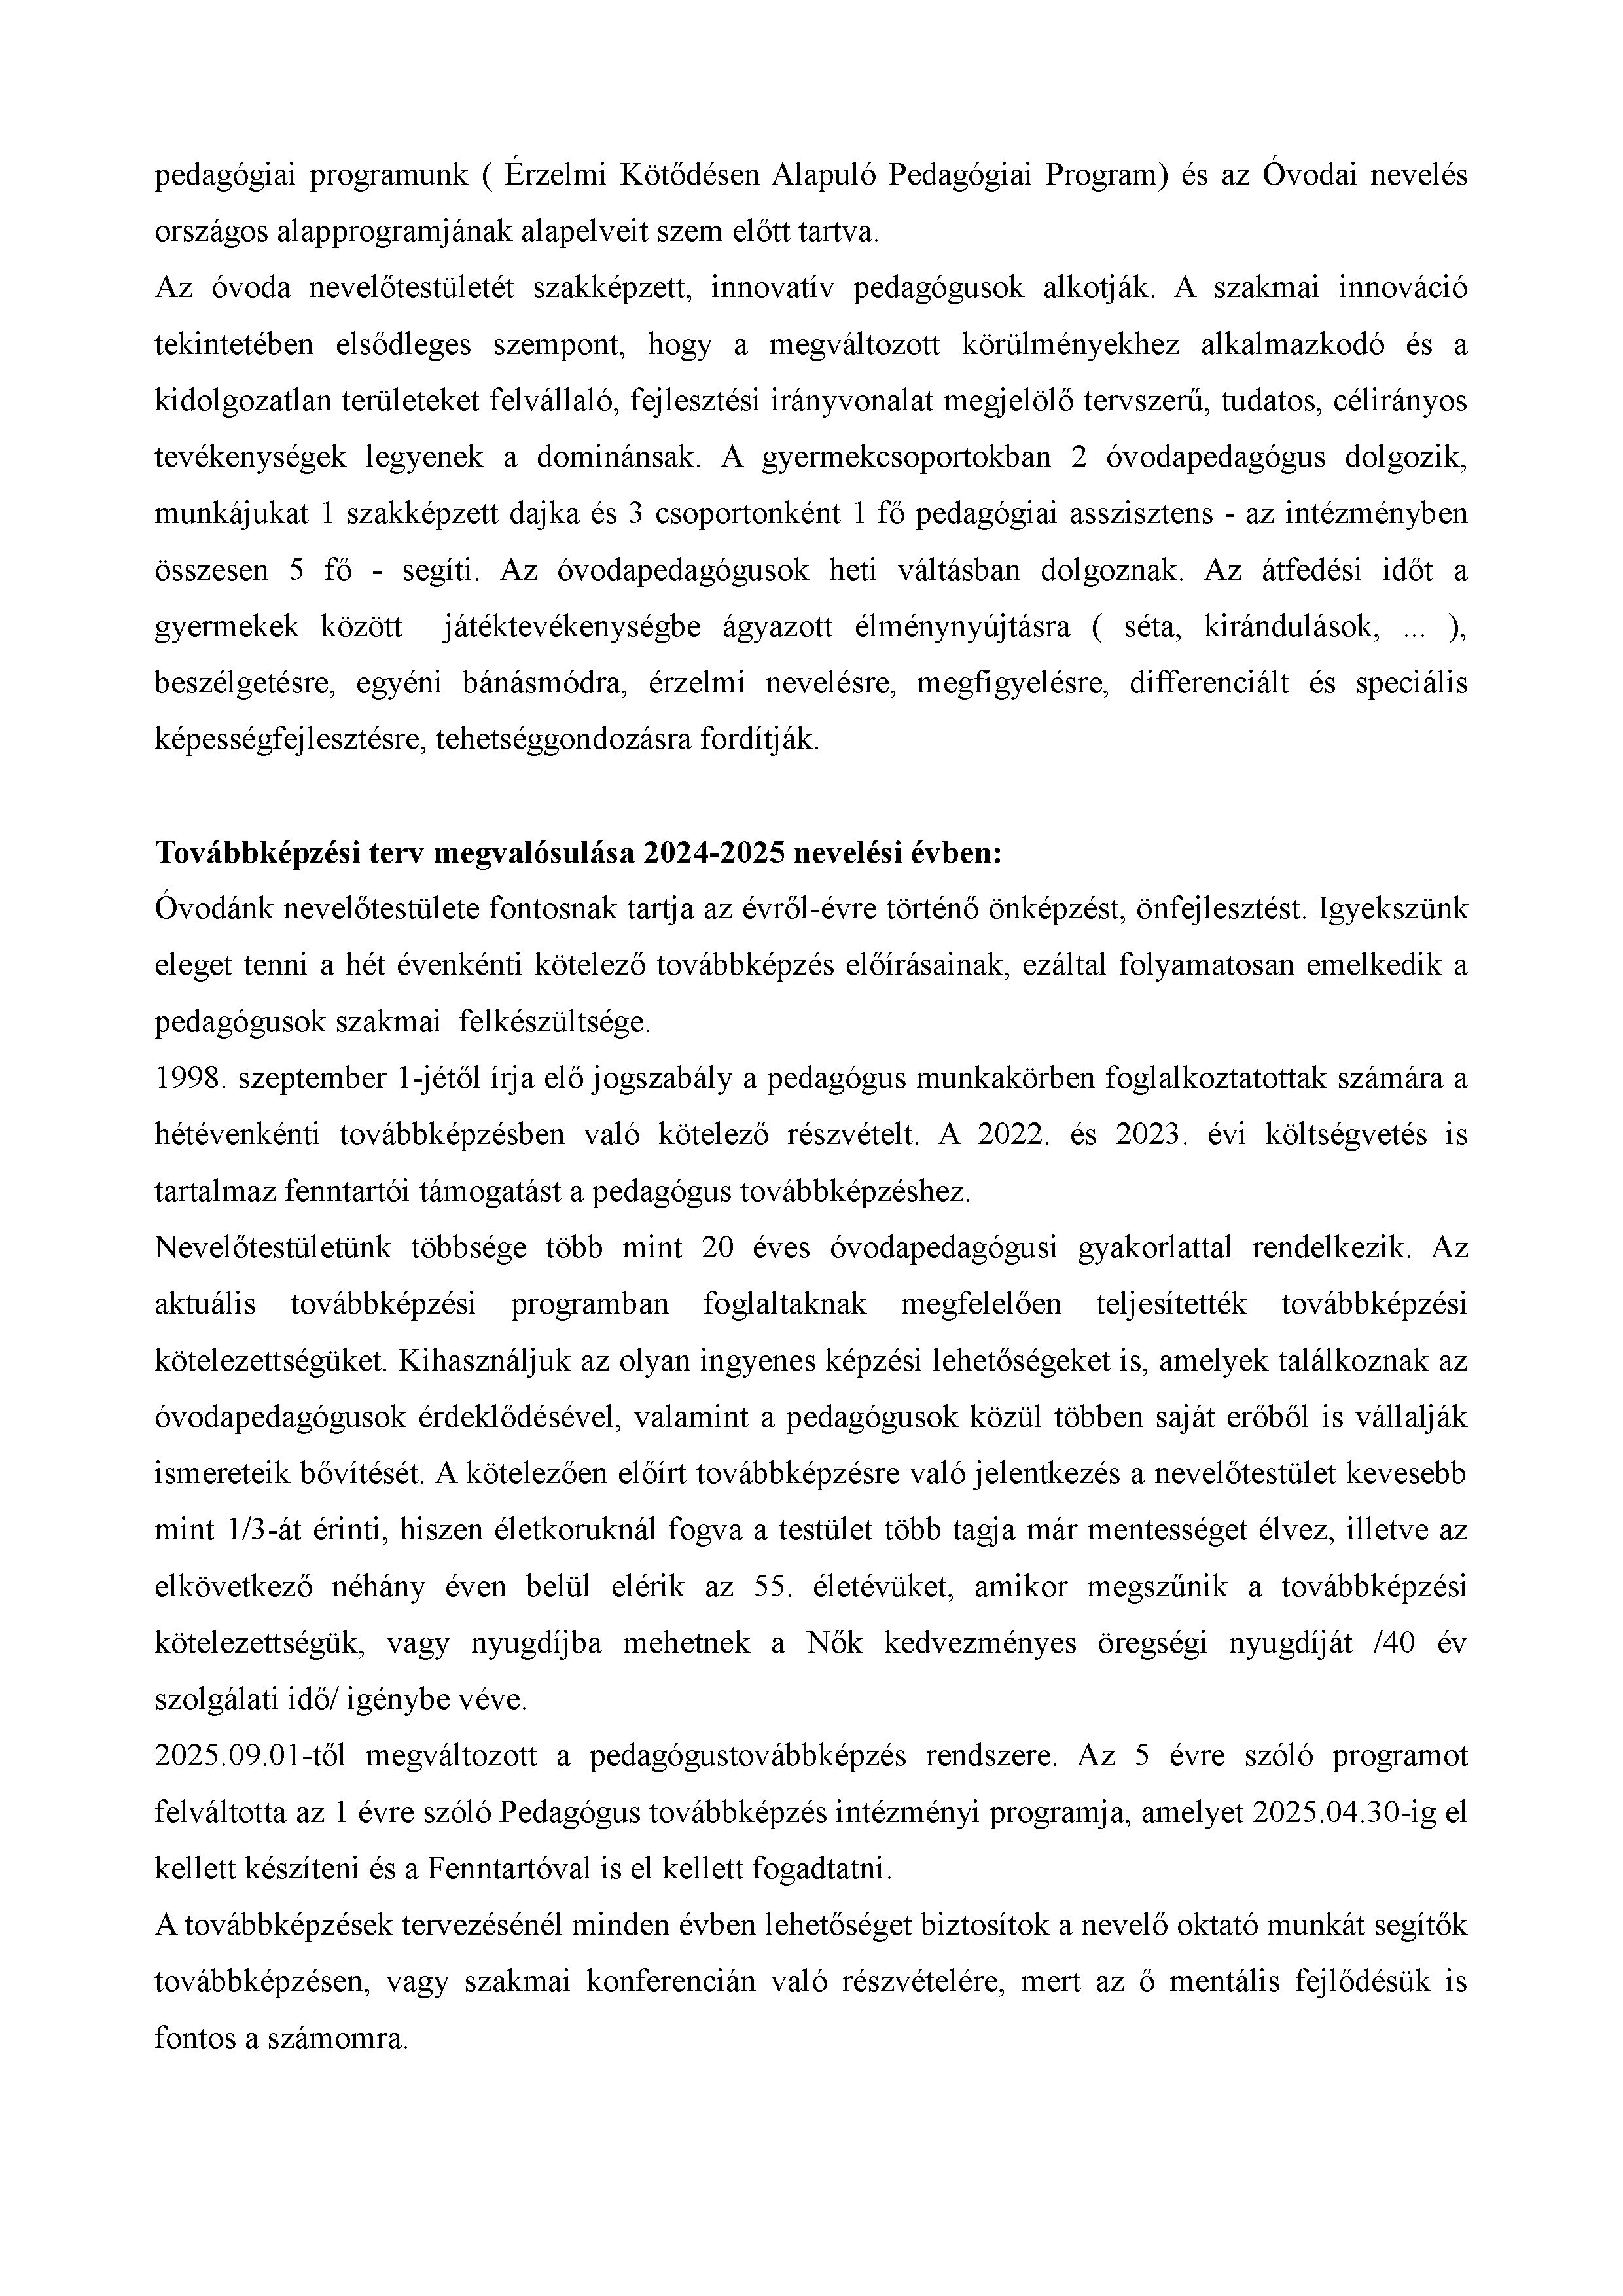 pedagógiai programunk ( Érzelmi Kötődésen Alapuló Pedagógiai Program) és az Óvodai nevelés
országos alapprogramjának alapelveit szem előtt tartva.
Az óvoda nevelőtestületét szakképzett, innovatív pedagógusok alkotják. A szakmai innováció
tekintetében elsődleges szempont, hogy a megváltozott körülményekhez alkalmazkodó és a
kidolgozatlan területeket felvállaló, fejlesztési irányvonalat megjelölő tervszerű, tudatos, célirányos
tevékenységek legyenek a dominánsak. A gyermekcsoportokban 2 óvodapedagógus dolgozik,
munkájukat 1 szakképzett dajka és 3 csoportonként 1 fő pedagógiai asszisztens - az intézményben
összesen 5 fő - segíti. Az óvodapedagógusok heti váltásban dolgoznak. Az átfedési időt a
gyermekek között  játéktevékenységbe ágyazott élménynyújtásra ( séta, kirándulások, ... ),
beszélgetésre, egyéni bánásmódra, érzelmi nevelésre, megfigyelésre, differenciált és speciális
képességfejlesztésre, tehetséggondozásra fordítják.
Továbbképzési terv megvalósulása 2024-2025 nevelési évben:
Óvodánk nevelőtestülete fontosnak tartja az évről-évre történő önképzést, önfejlesztést. Igyekszünk
eleget tenni a hét évenkénti kötelező továbbképzés előírásainak, ezáltal folyamatosan emelkedik a
pedagógusok szakmai  felkészültsége.
1998. szeptember 1-jétől írja elő jogszabály a pedagógus munkakörben foglalkoztatottak számára a
hétévenkénti továbbképzésben való kötelező részvételt. A 2022. és 2023. évi költségvetés is
tartalmaz fenntartói támogatást a pedagógus továbbképzéshez.
Nevelőtestületünk többsége több mint 20 éves óvodapedagógusi gyakorlattal rendelkezik. Az
aktuális továbbképzési programban foglaltaknak megfelelően teljesítették továbbképzési
kötelezettségüket. Kihasználjuk az olyan ingyenes képzési lehetőségeket is, amelyek találkoznak az
óvodapedagógusok érdeklődésével, valamint a pedagógusok közül többen saját erőből is vállalják
ismereteik bővítését. A kötelezően előírt továbbképzésre való jelentkezés a nevelőtestület kevesebb
mint 1/3-át érinti, hiszen életkoruknál fogva a testület több tagja már mentességet élvez, illetve az
elkövetkező néhány éven belül elérik az 55. életévüket, amikor megszűnik a továbbképzési
kötelezettségük, vagy nyugdíjba mehetnek a Nők kedvezményes öregségi nyugdíját /40 év
szolgálati idő/ igénybe véve.
2025.09.01-től megváltozott a pedagógustovábbképzés rendszere. Az 5 évre szóló programot
felváltotta az 1 évre szóló Pedagógus továbbképzés intézményi programja, amelyet 2025.04.30-ig el
kellett készíteni és a Fenntartóval is el kellett fogadtatni.
A továbbképzések tervezésénél minden évben lehetőséget biztosítok a nevelő oktató munkát segítők
továbbképzésen, vagy szakmai konferencián való részvételére, mert az ő mentális fejlődésük is
fontos a számomra.